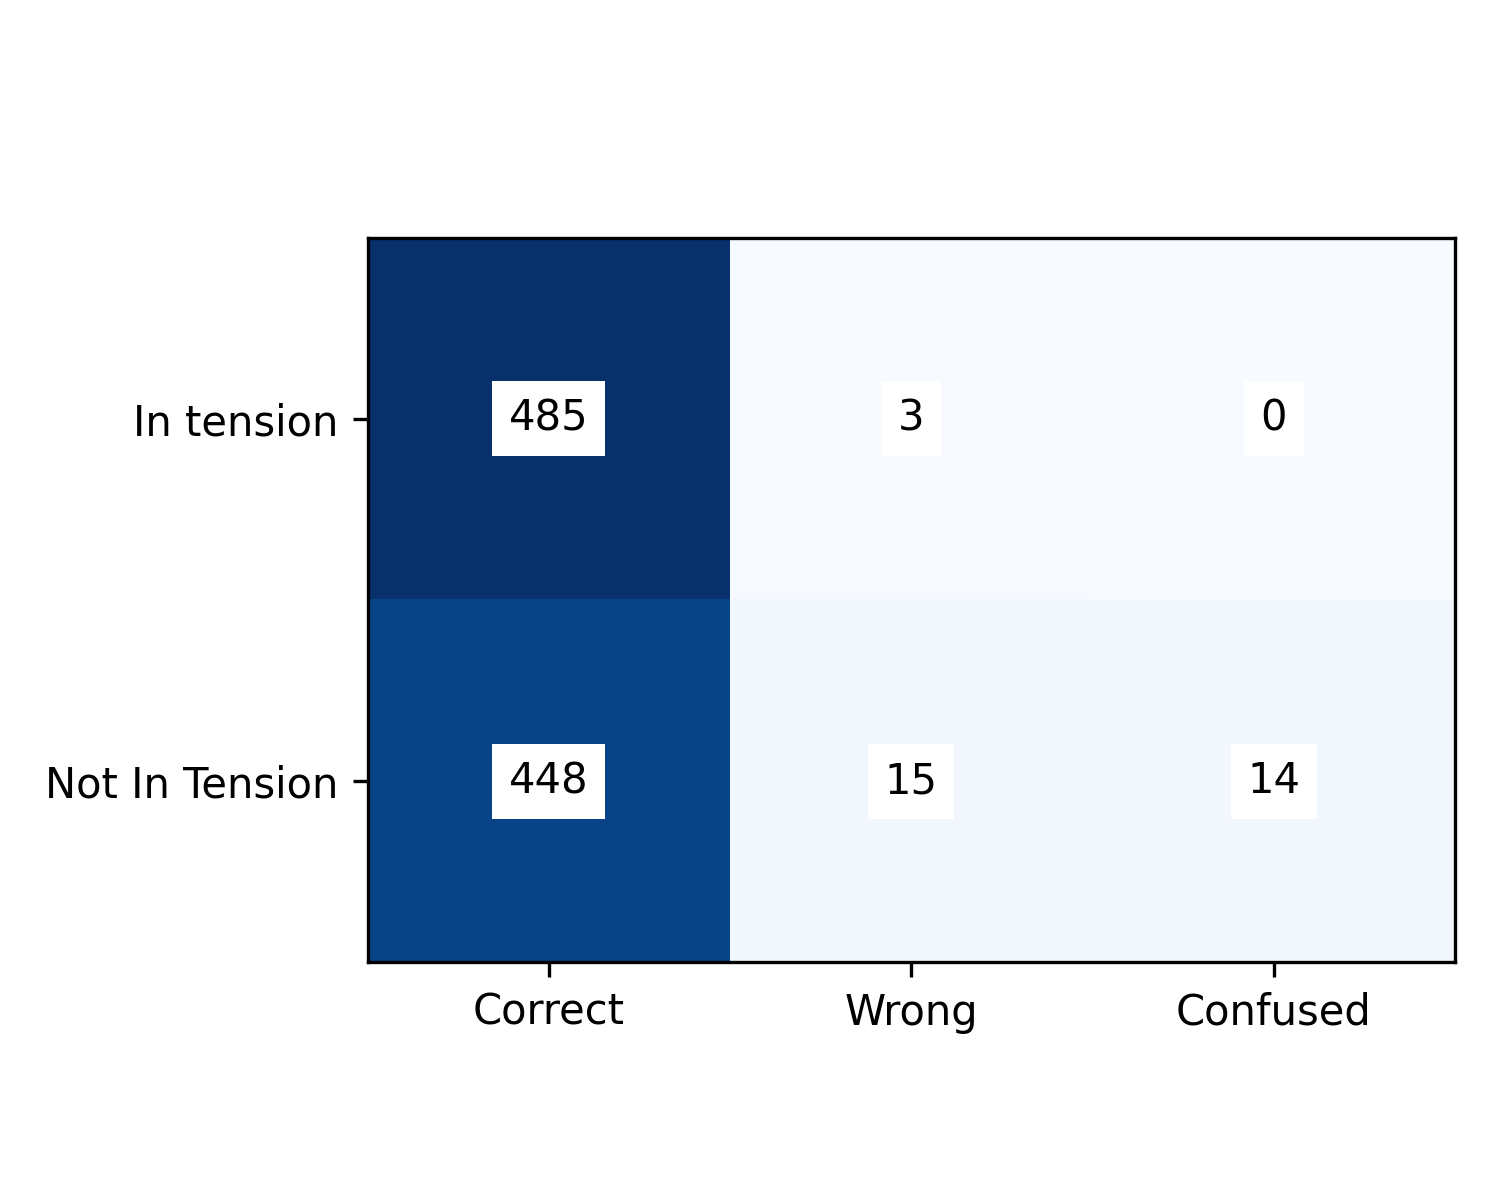 In tension
485
3
0
Not In Tension
448
15
14
Correct
Wrong
Confused